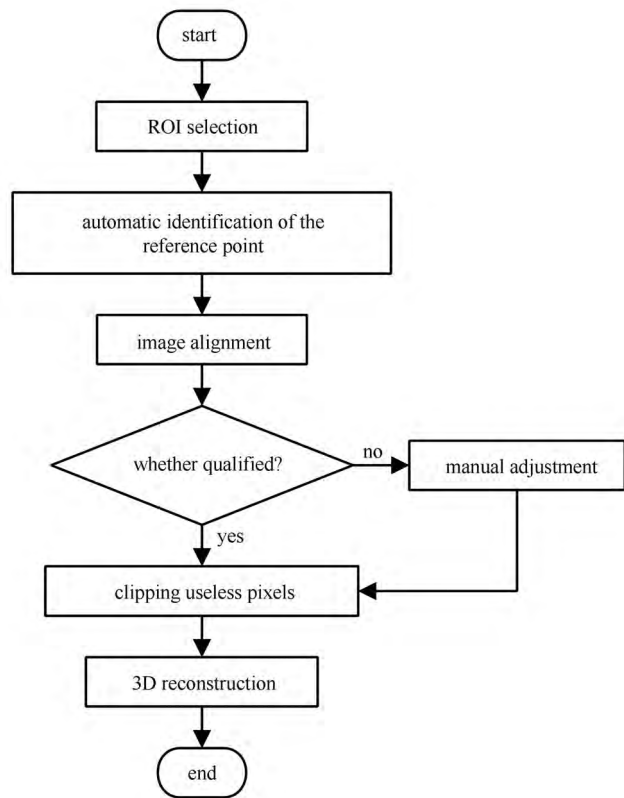 start
ROI selection
automatic identification of the
reference point
image alignment
whether qualified?
no
manual adjustment
yes
clipping useless pixels
3D reconstruction
end